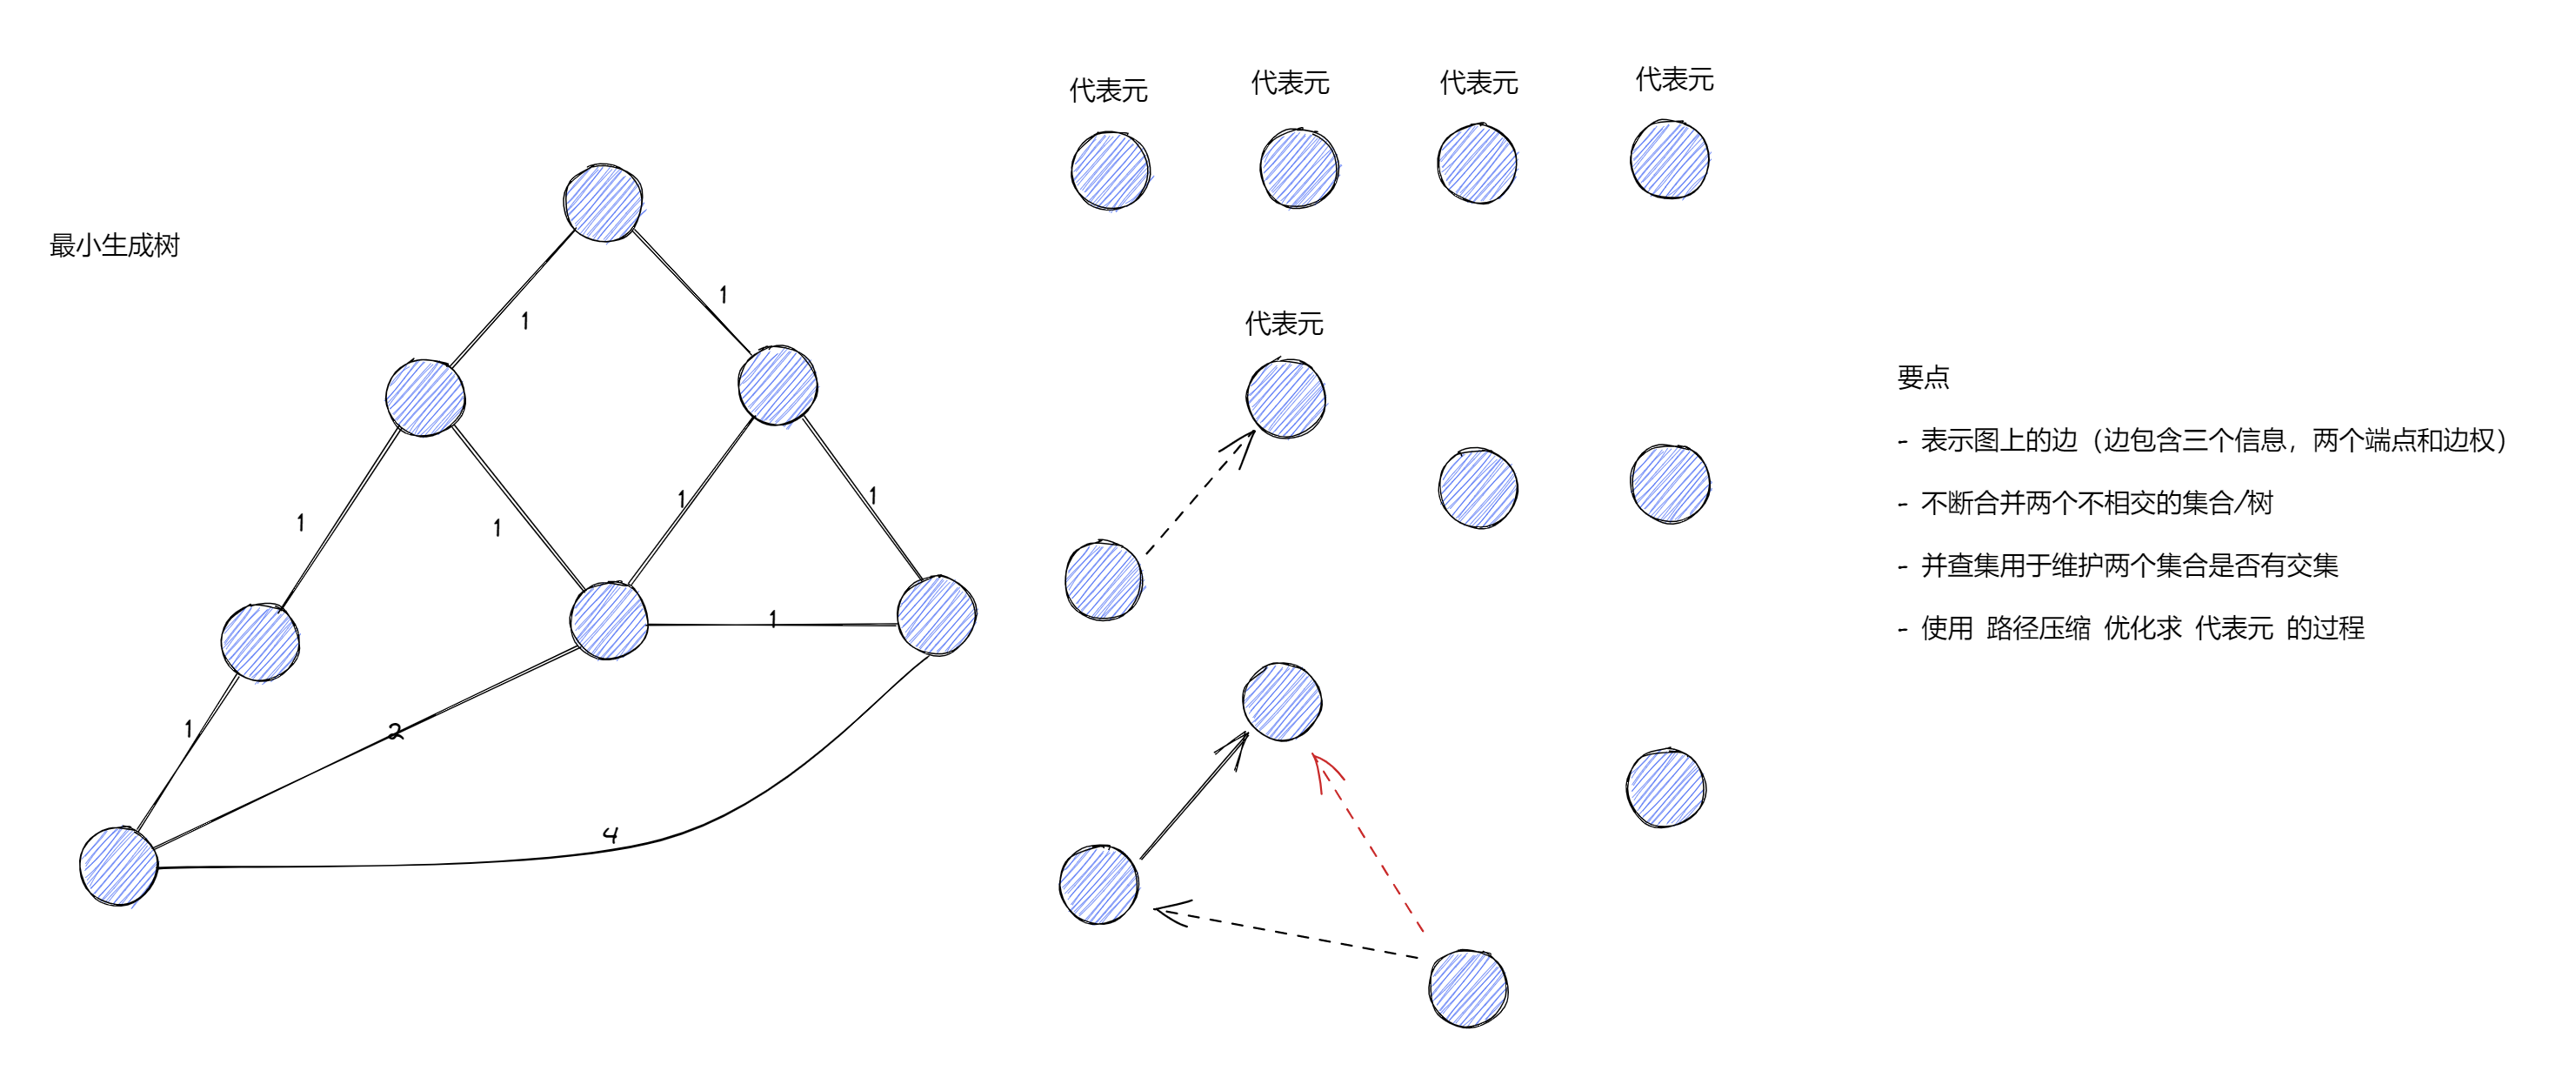 最小生成树
1
1
1
1
1
1
1
1
2
4
代表元
代表元
代表元
代表元
代表元
要点
- 表示图上的边（边包含三个信息，两个端点和边权）
- 不断合并两个不相交的集合/树
- 并查集用于维护两个集合是否有交集
- 使用 路径压缩 优化求 代表元 的过程